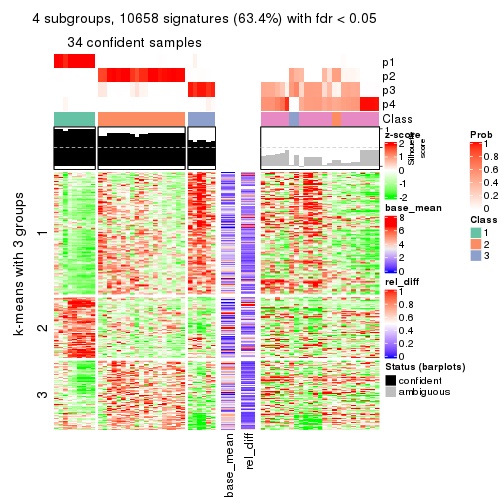 4 subgroups, 10658 signatures (63.4%) with fdr < 0.05
34 confident samples
p1
p2
p3
p4
Class
1
Silhouette
score
k-means with 3 groups
1
2
3
base_mean
rel_diff
z-score
2
1
0
-1
-2
base_mean
8
6
4
2
0
rel_diff
1
0.8
0.6
0.4
0.2
0
Status (barplots)
confident
ambiguous
Prob
1
0.8
0.6
0.4
0.2
0
Class
1
2
3